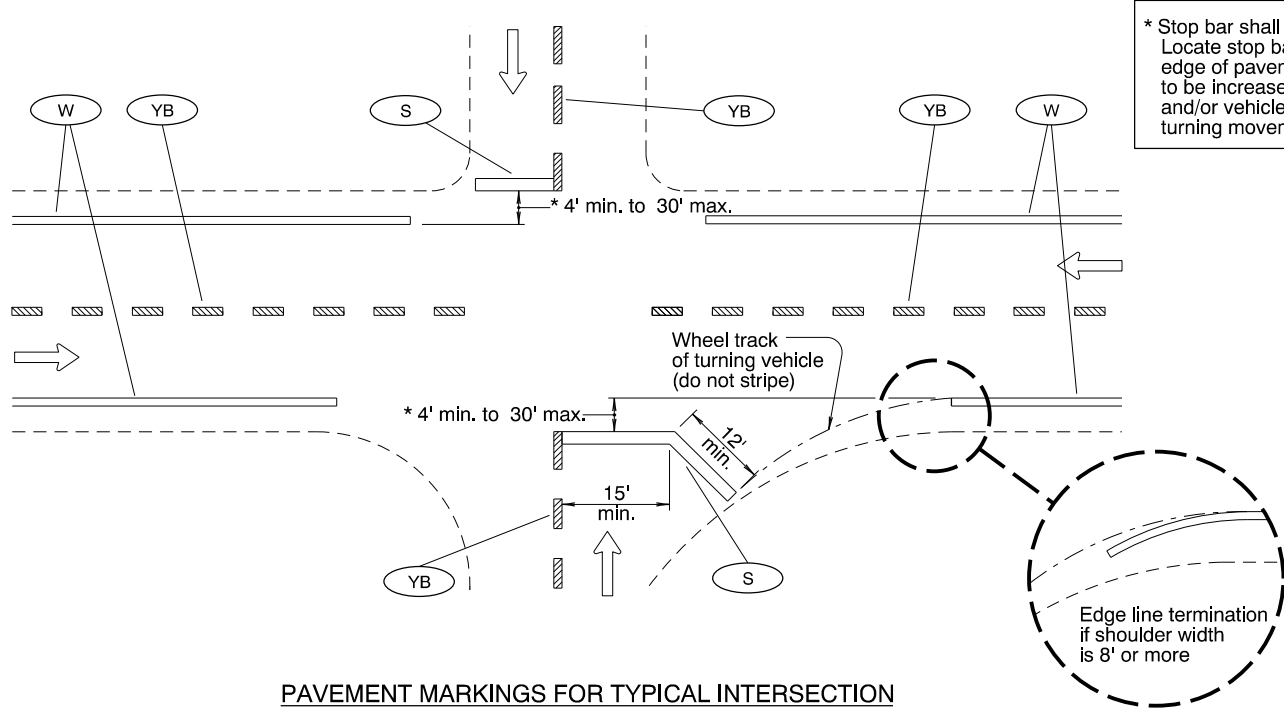 * Stop bar shall
Locate stop ba
edge of paven
to be increase
and/or vehicle
turning moven
W
YB
S
YB
YB
W
* 4' min. to 30' max.
Wheel track
of turning vehicle
(do not stripe)
* 4' min. to 30' max.
12'
min.
15'
min.
YB
S
Edge line termination
if shoulder width
is 8' or more
PAVEMENT MARKINGS FOR TYPICAL INTERSECTION